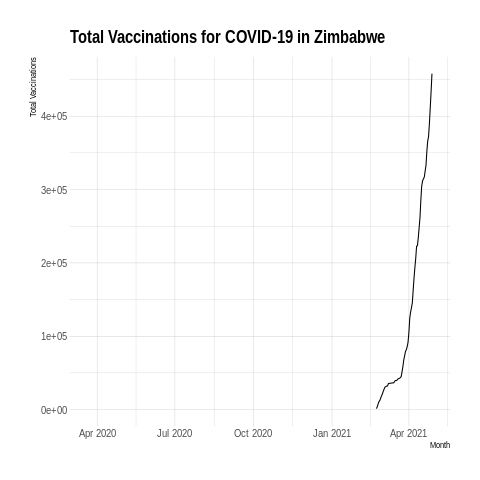 Total Vaccinations for COVID-19 in Zimbabwe
Total Vaccinations
4e+05
3e+05
2e+05
1e+05
0e+00
Apr 2020 Jul 2020 Oct 2020 Jan 2021 Apr 2021
Month